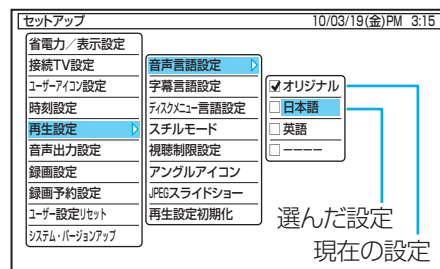 セットアップ 10/03/19(金)PM 3:15
省電力／表示設定
接続TV設定
ユーザーアイコン設定
時刻設定
再生設定
音声出力設定
録画設定
録画予約設定
ユーザー設定リセット
システム・バージョンアップ
音声言語設定
字幕言語設定
ディスクメニュー言語設定
スチルモード
視聴制限設定
アングルアイコン
JPEGスライドショー
再生設定初期化
オリジナル
日本語
英語
----
選んだ設定
現在の設定